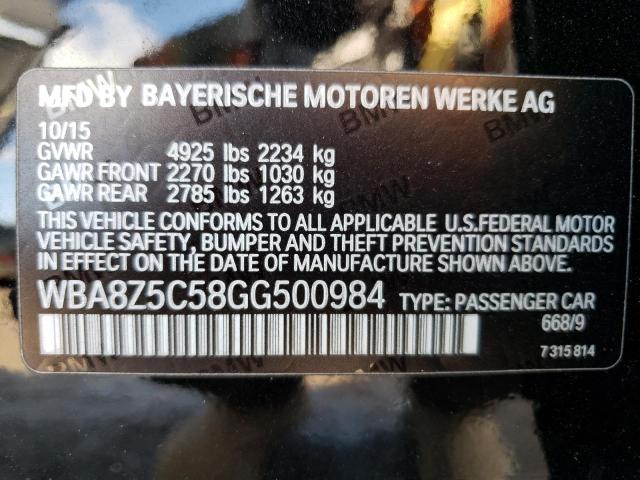 MFD BY BAYERISCHE MOTOREN WERKE AG
10/15
GVWR 4925 lbs 2234 kg
GAWR FRONT 2270 lbs 1030 kg
GAWR REAR 2785 lbs 1263 kg
THIS VEHICLE CONFORMS TO ALL APPLICABLE U.S.FEDERAL MOTOR
VEHICLE SAFETY, BUMPER AND THEFT PREVENTION STANDARDS
IN EFFECT ON THE DATE OF MANUFACTURE SHOWN ABOVE.
WBA8Z5C58GG500984 TYPE: PASSENGER CAR
668/9
7 315 814